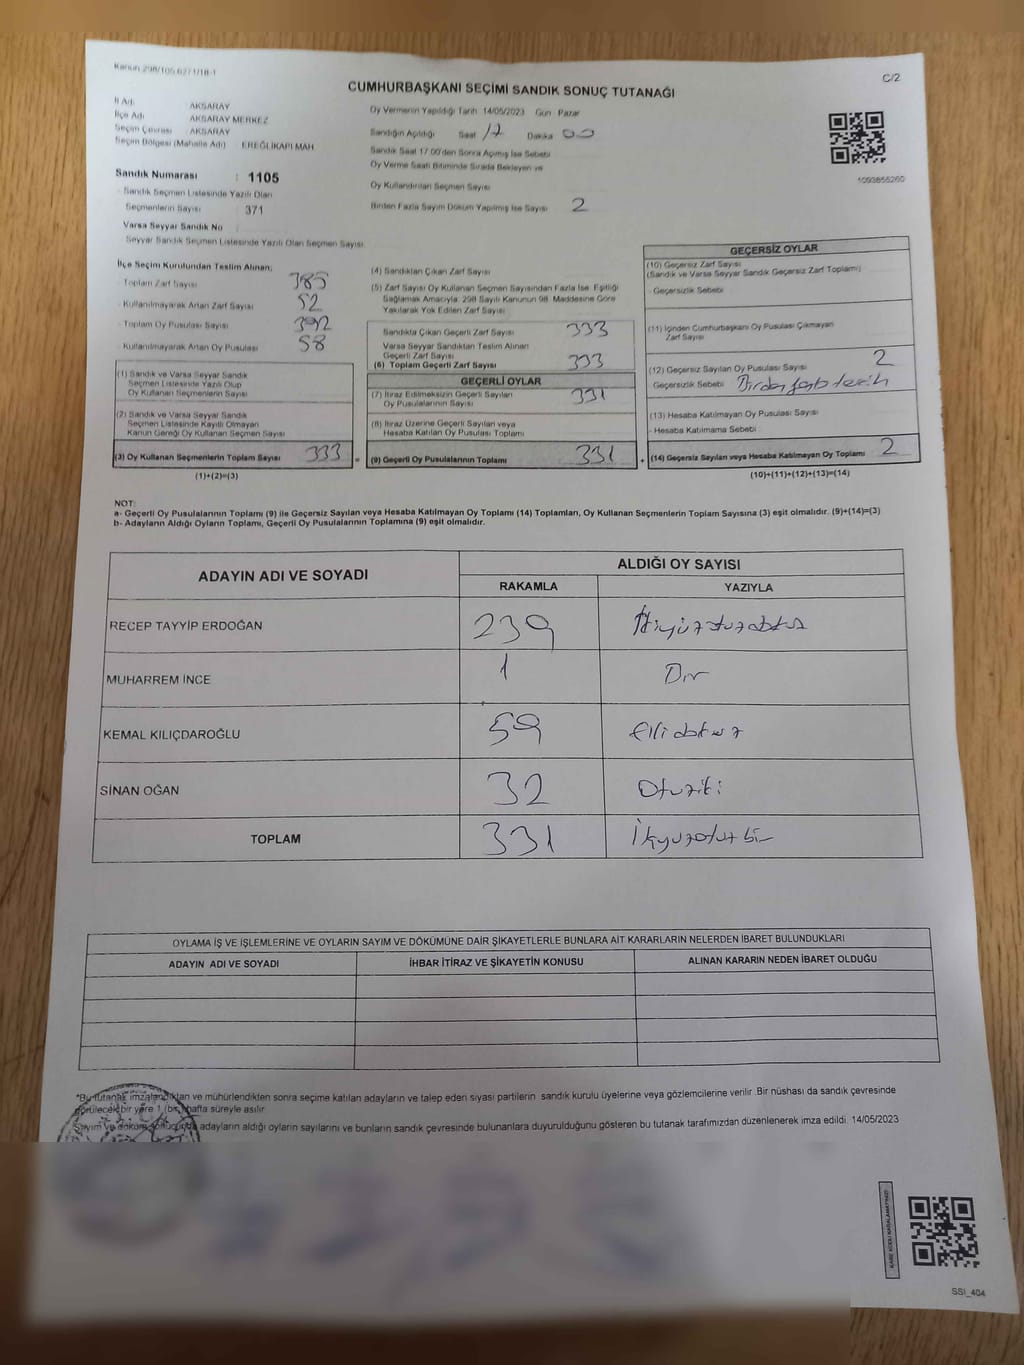 Kanun 298/105,6271/18-1
C/2
CUMHURBAŞKANI SEÇİMİ SANDIK SONUÇ TUTANAĞI
İl Adı AKSARAY
İlçe Adı AKSARAY MERKEZ
Seçim Çevresi AKSARAY
Seçim Bölgesi (Mahalle Adı) EREĞLİKAPI MAH
Sandık Numarası : 1105
- Sandık Seçmen Listesinde Yazılı Olan
Seçmenlerin Sayısı : 371
Varsa Seyyar Sandık No
Seyyar Sandık Seçmen Listesinde Yazılı Olan Seçmen Sayısı
Oy Vermenin Yapıldığı Tarih 14/05/2023 Gün Pazar
Sandığın Açıldığı Saat 17 Dakika 00
Sandık Saat 17:00'den Sonra Açılmış İse Sebebi
Oy Verme Saati Bitiminde Sırada Bekleyen ve
Oy Kullandırılan Seçmen Sayısı
Birden Fazla Sayım Döküm Yapılmış İse Sayısı 2
1093855260
İlçe Seçim Kurulundan Teslim Alınan;
- Toplam Zarf Sayısı 385
- Kullanılmayarak Artan Zarf Sayısı 52
- Toplam Oy Pusulası Sayısı 392
- Kullanılmayarak Artan Oy Pusulası 58
(1) Sandık ve Varsa Seyyar Sandık
Seçmen Listesinde Yazılı Olup
Oy Kullanan Seçmenlerin Sayısı
(2) Sandık ve Varsa Seyyar Sandık
Seçmen Listesinde Kayıtlı Olmayan
Kanun Gereği Oy Kullanan Seçmen Sayısı
(3) Oy Kullanan Seçmenlerin Toplam Sayısı 333 =
(1)+(2)=(3)
(4) Sandıktan Çıkan Zarf Sayısı
(5) Zarf Sayısı Oy Kullanan Seçmen Sayısından Fazla İse, Eşitliği
Sağlamak Amacıyla; 298 Sayılı Kanunun 98. Maddesine Göre
Yakılarak Yok Edilen Zarf Sayısı
Sandıkta Çıkan Geçerli Zarf Sayısı 333
Varsa Seyyar Sandıktan Teslim Alınan
Geçerli Zarf Sayısı
(6) Toplam Geçerli Zarf Sayısı 333
GEÇERLİ OYLAR
(7) İtiraz Edilmeksizin Geçerli Sayılan
Oy Pusulalarının Sayısı 331
(8) İtiraz Üzerine Geçerli Sayılan veya
Hesaba Katılan Oy Pusulası Toplamı
(9) Geçerli Oy Pusulalarının Toplamı 331 +
GEÇERSİZ OYLAR
(10) Geçersiz Zarf Sayısı
(Sandık ve Varsa Seyyar Sandık Geçersiz Zarf Toplamı)
- Geçersizlik Sebebi
(11) İçinden Cumhurbaşkanı Oy Pusulası Çıkmayan
Zarf Sayısı
(12) Geçersiz Sayılan Oy Pusulası Sayısı 2
Geçersizlik Sebebi Birden fazla tercih
(13) Hesaba Katılmayan Oy Pusulası Sayısı
- Hesaba Katılmama Sebebi
(14) Geçersiz Sayılan veya Hesaba Katılmayan Oy Toplamı 2
(10)+(11)+(12)+(13)=(14)
NOT:
a- Geçerli Oy Pusulalarının Toplamı (9) ile Geçersiz Sayılan veya Hesaba Katılmayan Oy Toplamı (14) Toplamları, Oy Kullanan Seçmenlerin Toplam Sayısına (3) eşit olmalıdır. (9)+(14)=(3)
b- Adayların Aldığı Oyların Toplamı, Geçerli Oy Pusulalarının Toplamına (9) eşit olmalıdır.
ADAYIN ADI VE SOYADI ALDIĞI OY SAYISI
RAKAMLA YAZIYLA
RECEP TAYYİP ERDOĞAN 239 İkiyüzotuzdokuz
MUHARREM İNCE 1 Bir
KEMAL KILIÇDAROĞLU 59 Ellidokuz
SİNAN OĞAN 32 Otuziki
TOPLAM 331 İkiyüzotuzbir
OYLAMA İŞ VE İŞLEMLERİNE VE OYLARIN SAYIM VE DÖKÜMÜNE DAİR ŞİKAYETLERLE BUNLARA AİT KARARLARIN NELERDEN İBARET BULUNDUKLARI
ADAYIN ADI VE SOYADI İHBAR İTİRAZ VE ŞİKAYETİN KONUSU ALINAN KARARIN NEDEN İBARET OLDUĞU
*Bu tutanak imzalandıktan ve mühürlendikten sonra seçime katılan adayların ve talep eden siyasi partilerin sandık kurulu üyelerine veya gözlemcilerine verilir. Bir nüshası da sandık çevresinde
görülecek bir yere 1 (bir) hafta süreyle asılır.
Sayım ve döküm sonucunda adayların aldığı oyların sayılarını ve bunların sandık çevresinde bulunanlara duyurulduğunu gösteren bu tutanak tarafımızdan düzenlenerek imza edildi. 14/05/2023
KARE KODU KARALAMAYINIZ!
SSI_404